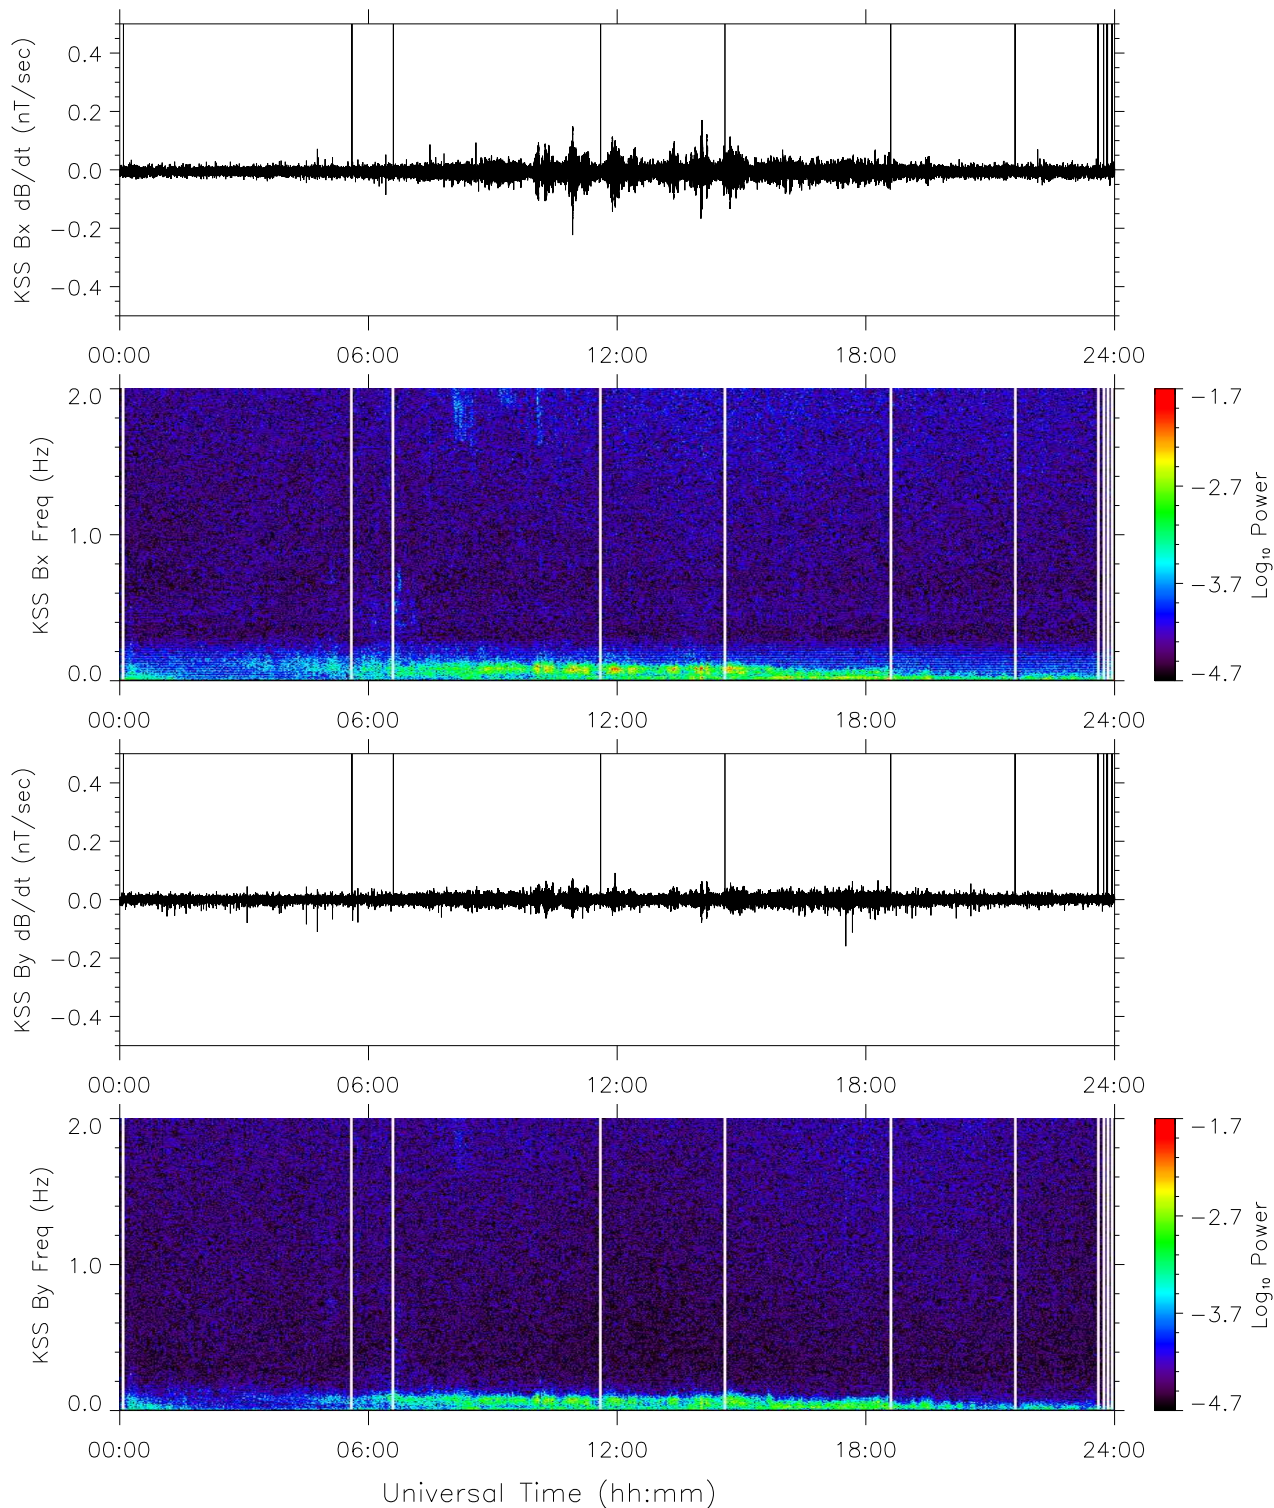 KSS Bx dB/dt (nT/sec)
0.4
0.2
0.0
−0.2
−0.4
00:00 06:00 12:00 18:00 24:00
KSS Bx Freq (Hz)
2.0
1.0
0.0
−1.7
−2.7
−3.7
−4.7
Log₁₀ Power
00:00 06:00 12:00 18:00 24:00
KSS By dB/dt (nT/sec)
0.4
0.2
0.0
−0.2
−0.4
00:00 06:00 12:00 18:00 24:00
KSS By Freq (Hz)
2.0
1.0
0.0
−1.7
−2.7
−3.7
−4.7
Log₁₀ Power
00:00 06:00 12:00 18:00 24:00
Universal Time (hh:mm)